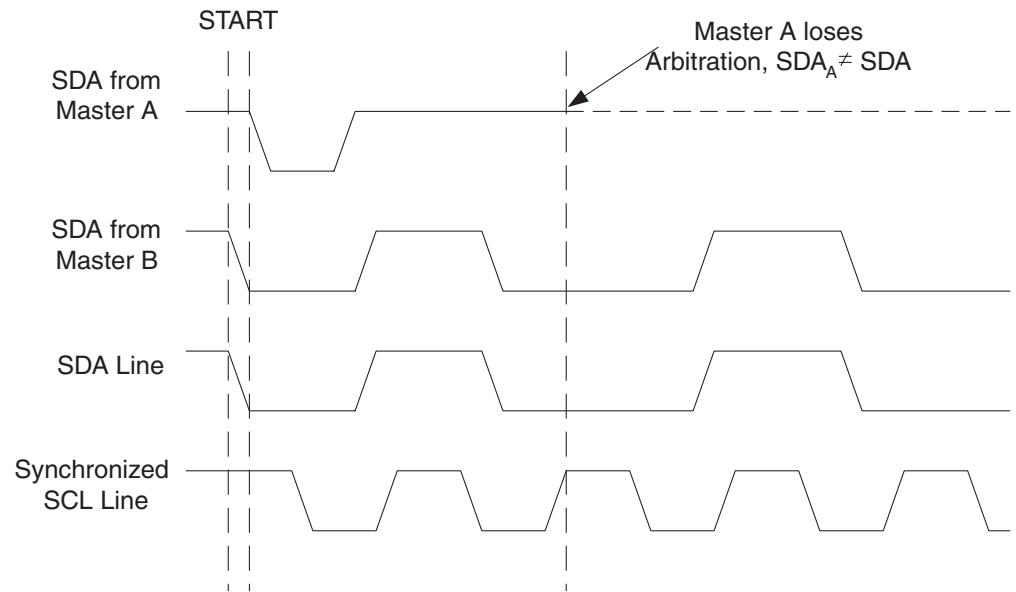 START
Master A loses
Arbitration, SDA_A ≠ SDA
SDA from
Master A
SDA from
Master B
SDA Line
Synchronized
SCL Line